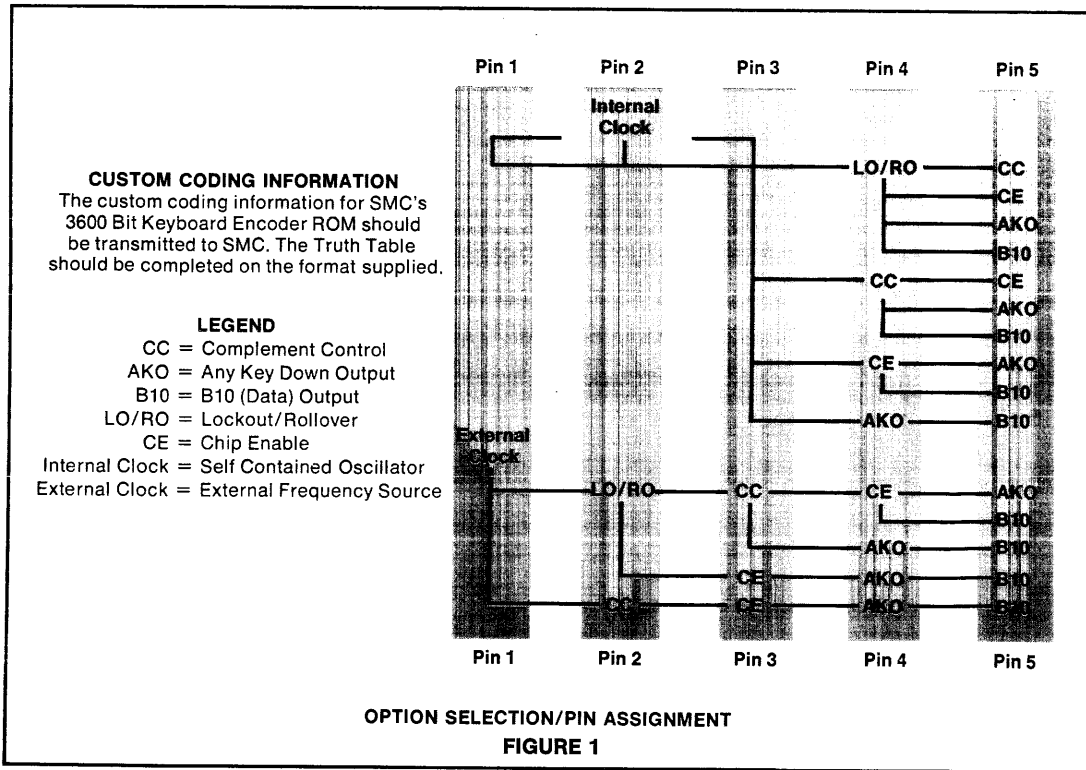 Pin 1 Pin 2 Pin 3 Pin 4 Pin 5
Internal
Clock
CUSTOM CODING INFORMATION
The custom coding information for SMC's
3600 Bit Keyboard Encoder ROM should
be transmitted to SMC. The Truth Table
should be completed on the format supplied.
LEGEND
CC = Complement Control
AKO = Any Key Down Output
B10 = B10 (Data) Output
LO/RO = Lockout/Rollover
CE = Chip Enable
Internal Clock = Self Contained Oscillator
External Clock = External Frequency Source
LO/RO CC
CE
AKO
B10
CC CE
AKO
B10
CE AKO
B10
AKO B10
External
Clock
LO/RO CC CE AKO
B10
AKO B10
CE AKO B10
CC CE AKO B10
Pin 1 Pin 2 Pin 3 Pin 4 Pin 5
OPTION SELECTION/PIN ASSIGNMENT
FIGURE 1